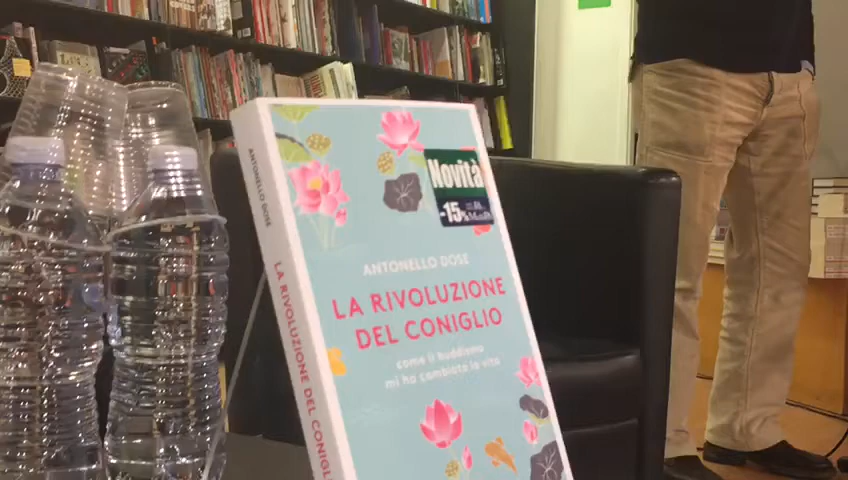 Novità
-15%
ANTONELLO DOSE
LA RIVOLUZIONE
DEL CONIGLIO
come il buddismo
mi ha cambiato la vita
ANTONELLO DOSE
LA RIVOLUZIONE DEL CONIGLI